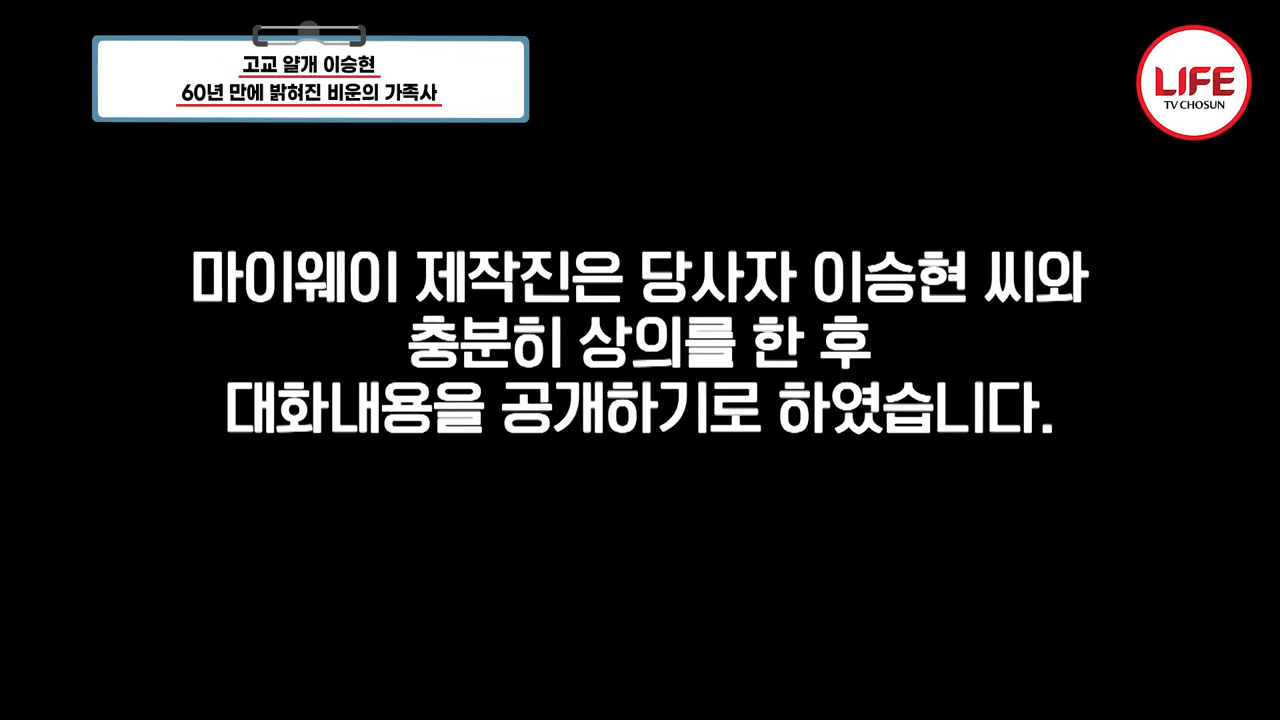 고교 얄개 이승현
60년 만에 밝혀진 비운의 가족사
LIFE
TV CHOSUN
마이웨이 제작진은 당사자 이승현 씨와
충분히 상의를 한 후
대화내용을 공개하기로 하였습니다.